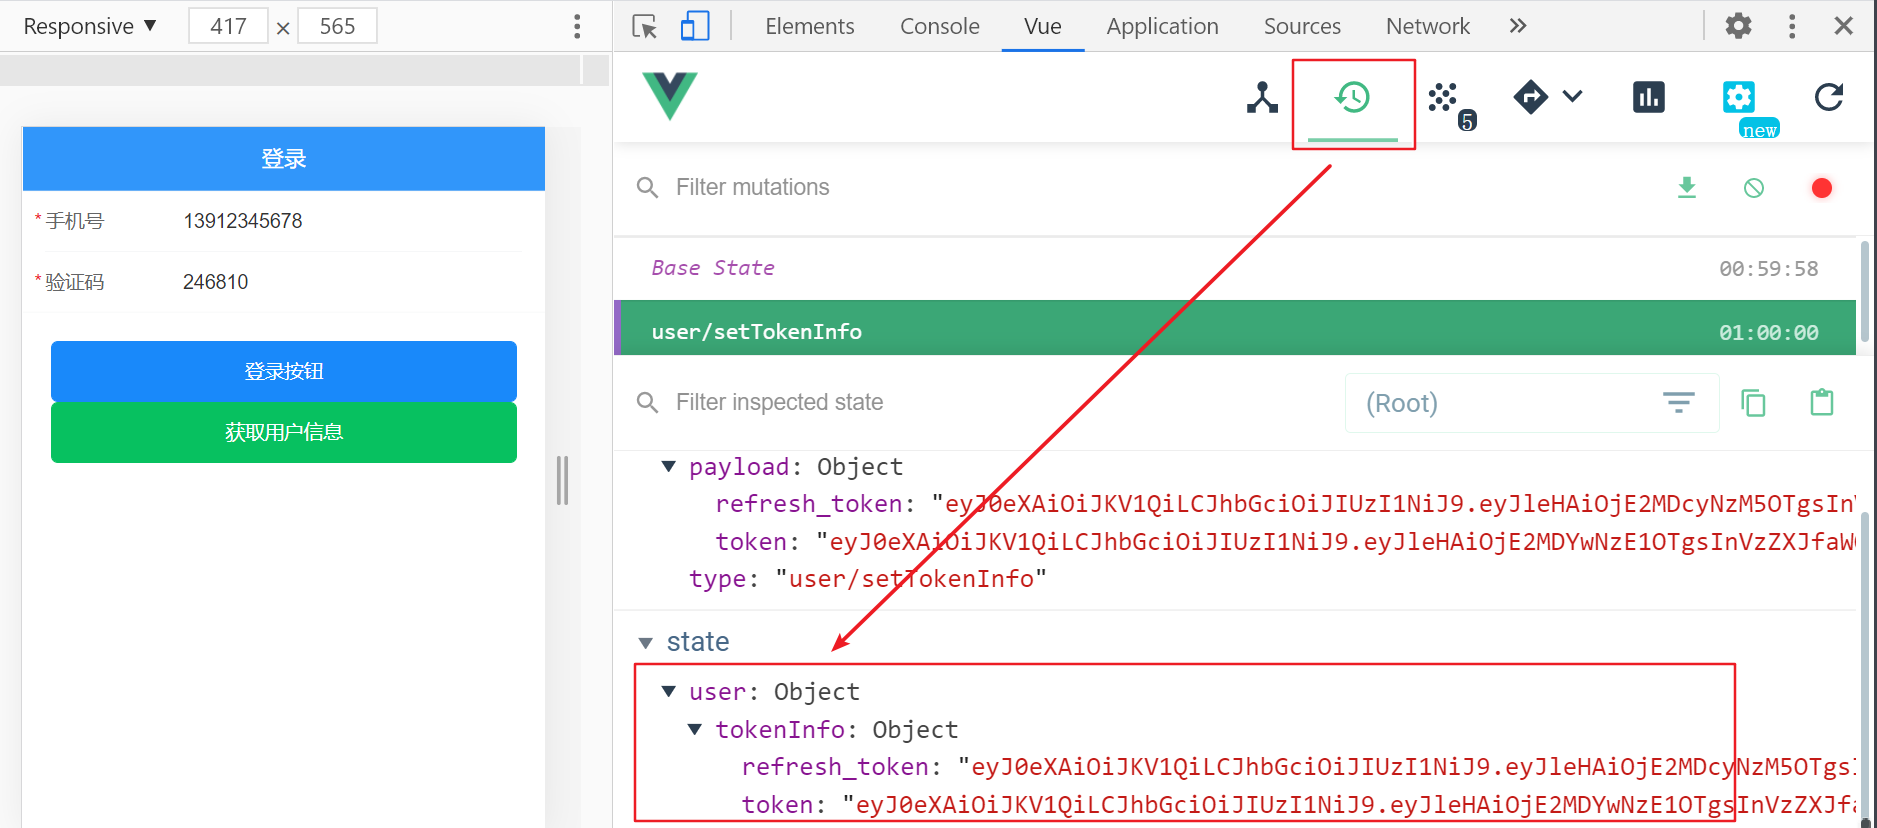 Responsive ▼ 417 × 565
Elements Console Vue Application Sources Network »
5
new
登录
Filter mutations
*手机号 13912345678
Base State 00:59:58
*验证码 246810
user/setTokenInfo 01:00:00
登录按钮
Filter inspected state (Root)
获取用户信息
payload: Object
refresh_token: "eyJ0eXAiOiJKV1QiLCJhbGciOiJIUzI1NiJ9.eyJleHAiOjE2MDcyNzM5OTgsInV
token: "eyJ0eXAiOiJKV1QiLCJhbGciOiJIUzI1NiJ9.eyJleHAiOjE2MDYwNzE1OTgsInVzZXJfaW
type: "user/setTokenInfo"
state
user: Object
tokenInfo: Object
refresh_token: "eyJ0eXAiOiJKV1QiLCJhbGciOiJIUzI1NiJ9.eyJleHAiOjE2MDcyNzM5OTgs
token: "eyJ0eXAiOiJKV1QiLCJhbGciOiJIUzI1NiJ9.eyJleHAiOjE2MDYwNzE1OTgsInVzZXJf